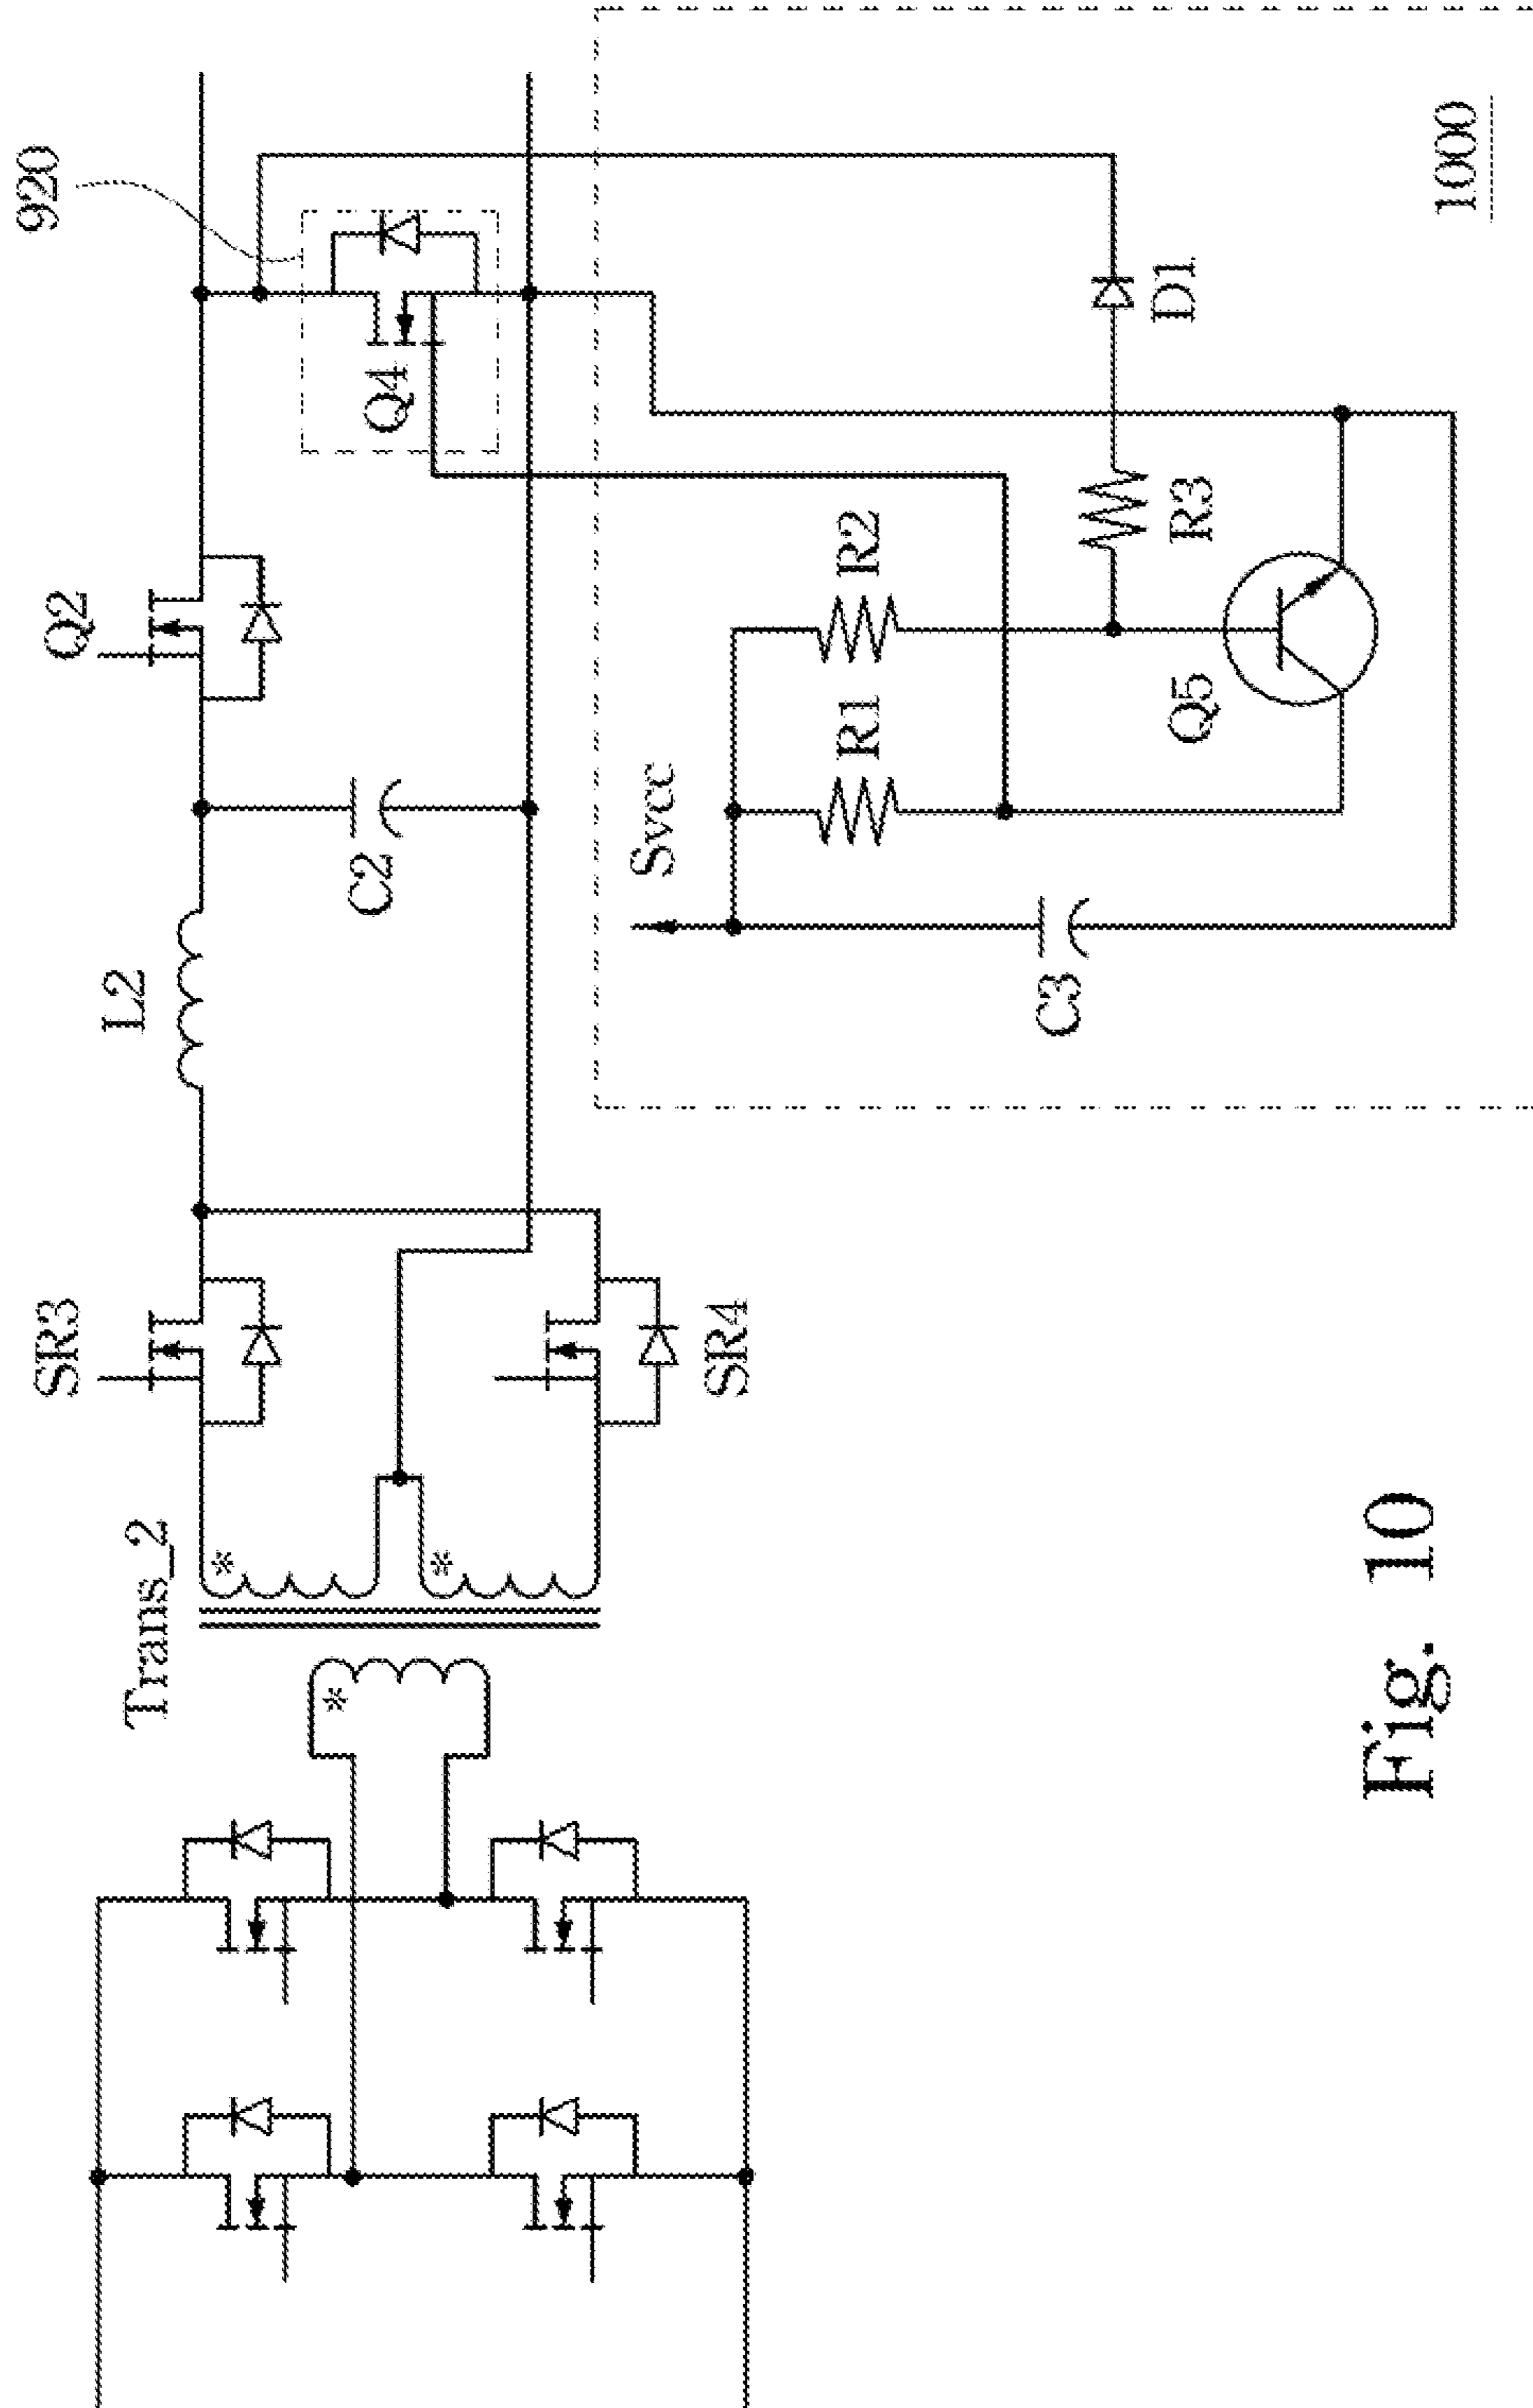 920
Q2
Q4
L2
C2
SR3
SR4
Trans_2
*
*
*
Svcc
R1
R2
R3
D1
Q5
C3
1000
Fig. 10